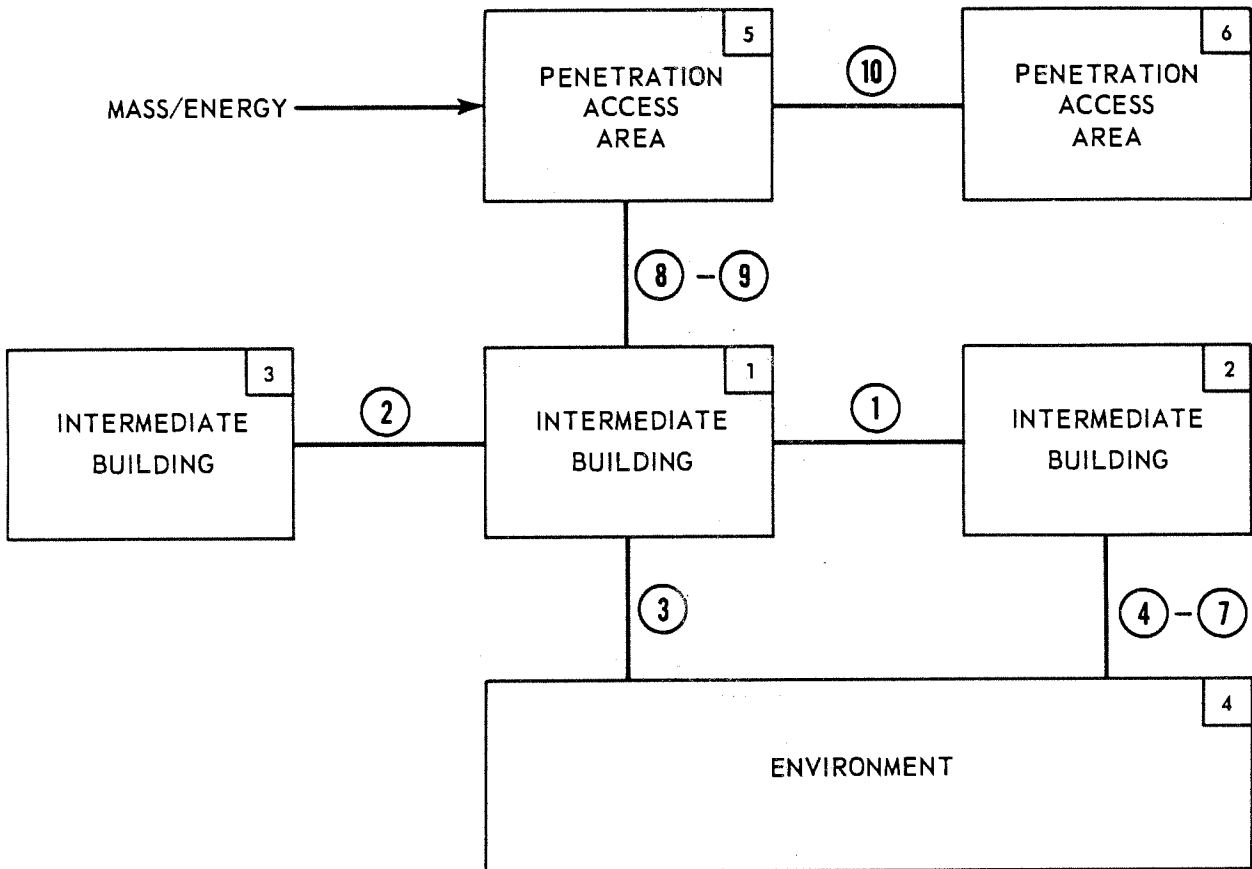 5
PENETRATION
ACCESS
AREA
10
6
PENETRATION
ACCESS
AREA
MASS/ENERGY
8 – 9
3
INTERMEDIATE
BUILDING
2
1
INTERMEDIATE
BUILDING
1
2
INTERMEDIATE
BUILDING
3
4 – 7
4
ENVIRONMENT